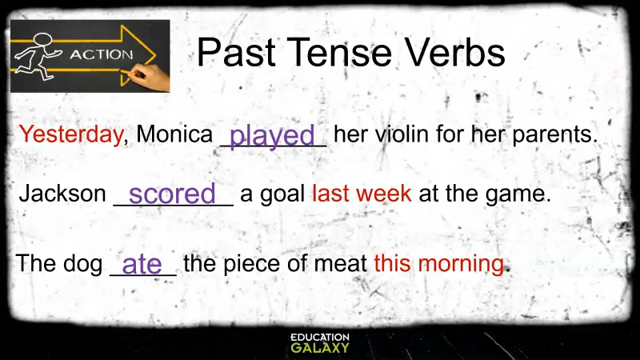 ACTION
Past Tense Verbs
Yesterday, Monica played her violin for her parents.
Jackson scored a goal last week at the game.
The dog ate the piece of meat this morning.
EDUCATION
GALAXY